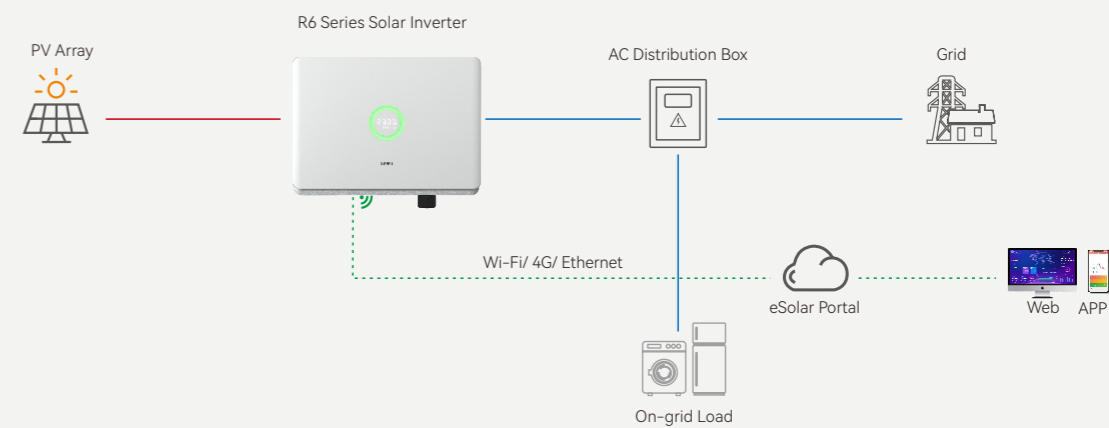 R6 Series Solar Inverter
PV Array
AC Distribution Box
Grid
Wi-Fi/ 4G/ Ethernet
eSolar Portal
Web
APP
On-grid Load